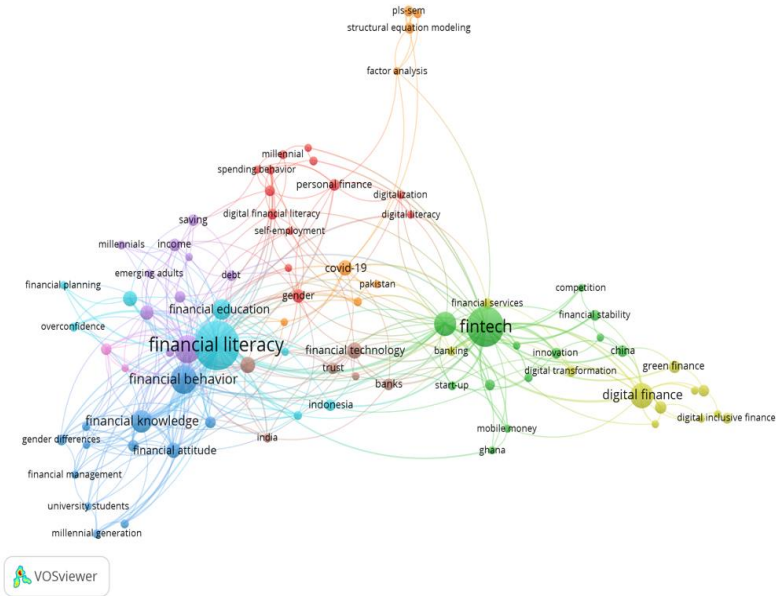 pls-sem
structural equation modeling
factor analysis
millennial
spending behavior
personal finance
digitalization
digital financial literacy
digital literacy
saving
self-employment
millennials
income
emerging adults
debt
covid-19
financial planning
pakistan
gender
competition
financial education
financial services
financial stability
overconfidence
fintech
financial literacy
financial technology
banking
innovation
china
trust
digital transformation
green finance
financial behavior
banks
start-up
digital finance
indonesia
financial knowledge
digital inclusive finance
mobile money
gender differences
india
financial attitude
ghana
financial management
university students
millennial generation
VOSviewer